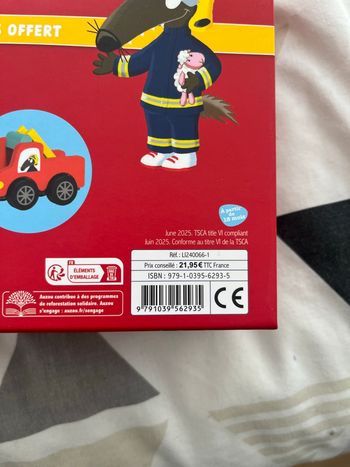 S OFFERT
À partir de
18 mois
June 2025. TSCA title VI compliant
Juin 2025. Conforme au titre VI de la TSCA
FR
ÉLÉMENTS
D'EMBALLAGE
Auzou contribue à des programmes
de reforestation solidaire. Auzou
s'engage : auzou.fr/sengage
Réf.: LI240066-1
Prix conseillé : 21,95€ TTC France
ISBN : 979-1-0395-6293-5
9 791039 562935
CE